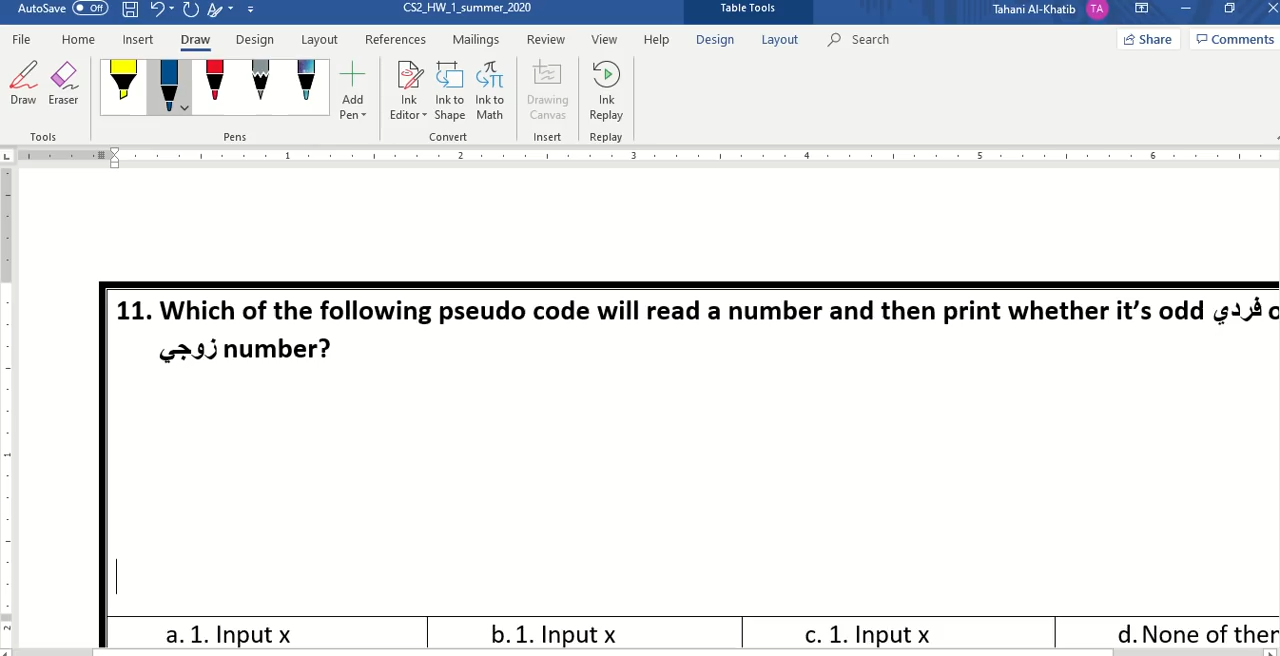 AutoSave Off CS2_HW_1_summer_2020 Table Tools Tahani Al-Khatib TA
File Home Insert Draw Design Layout References Mailings Review View Help Design Layout Search Share Comments
Draw Eraser Add Pen Ink Editor Ink to Shape Ink to Math Drawing Canvas Ink Replay
Tools Pens Convert Insert Replay
1 2 3 4 5 6
11. Which of the following pseudo code will read a number and then print whether it's odd فردي
زوجي number?
a. 1. Input x b. 1. Input x c. 1. Input x d. None of